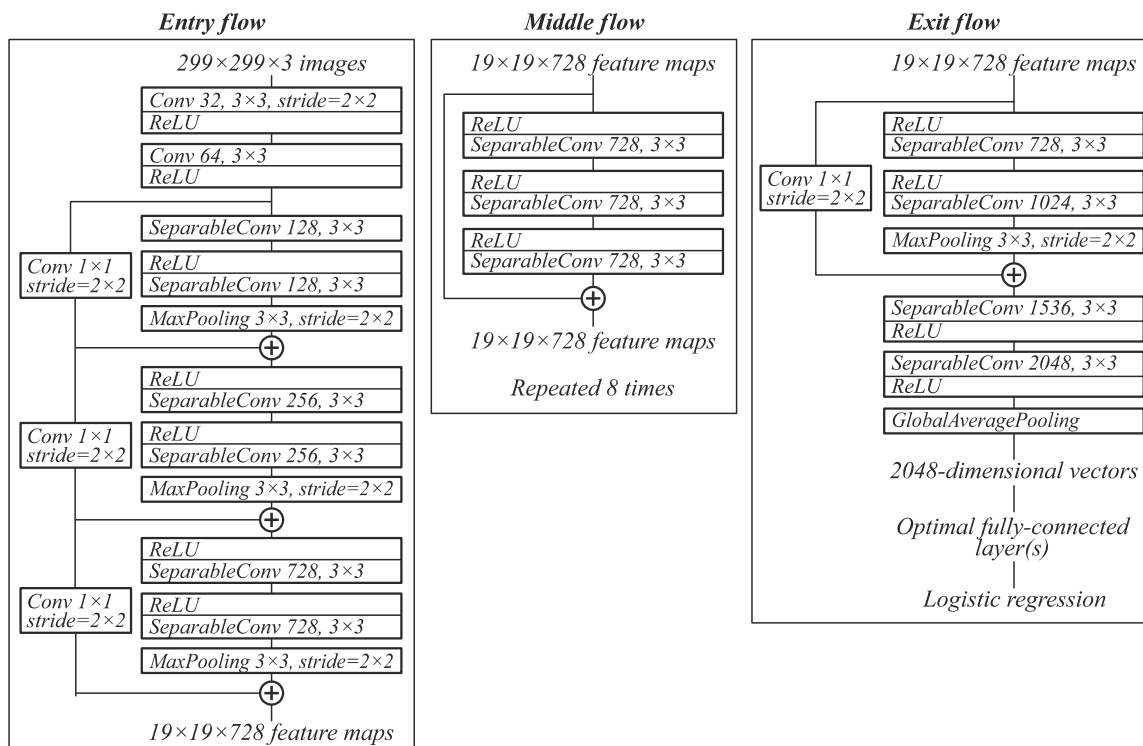 Entry flow
299×299×3 images
Conv 32, 3×3, stride=2×2
ReLU
Conv 64, 3×3
ReLU
SeparableConv 128, 3×3
Conv 1×1
stride=2×2
ReLU
SeparableConv 128, 3×3
MaxPooling 3×3, stride=2×2
+
ReLU
SeparableConv 256, 3×3
Conv 1×1
stride=2×2
ReLU
SeparableConv 256, 3×3
MaxPooling 3×3, stride=2×2
+
ReLU
SeparableConv 728, 3×3
Conv 1×1
stride=2×2
ReLU
SeparableConv 728, 3×3
MaxPooling 3×3, stride=2×2
+
19×19×728 feature maps
Middle flow
19×19×728 feature maps
ReLU
SeparableConv 728, 3×3
ReLU
SeparableConv 728, 3×3
ReLU
SeparableConv 728, 3×3
+
19×19×728 feature maps
Repeated 8 times
Exit flow
19×19×728 feature maps
ReLU
SeparableConv 728, 3×3
Conv 1×1
stride=2×2
ReLU
SeparableConv 1024, 3×3
MaxPooling 3×3, stride=2×2
+
SeparableConv 1536, 3×3
ReLU
SeparableConv 2048, 3×3
ReLU
GlobalAveragePooling
2048-dimensional vectors
Optimal fully-connected
layer(s)
Logistic regression